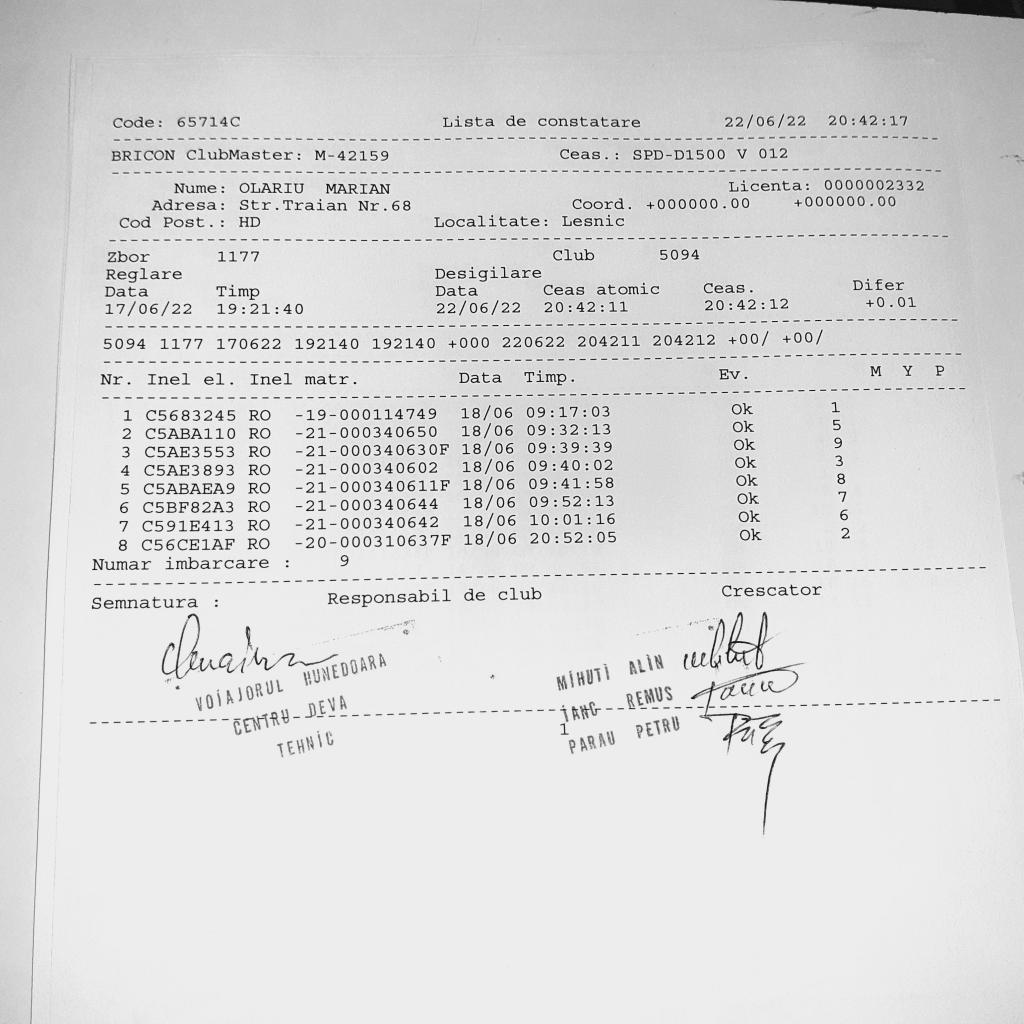 Code: 65714C Lista de constatare 22/06/22 20:42:17
BRICON ClubMaster: M-42159 Ceas.: SPD-D1500 V 012
Nume: OLARIU MARIAN Licenta: 0000002332
Adresa: Str.Traian Nr.68 Coord. +000000.00 +000000.00
Cod Post.: HD Localitate: Lesnic
Zbor 1177 Club 5094
Reglare Desigilare
Data Timp Data Ceas atomic Ceas. Difer
17/06/22 19:21:40 22/06/22 20:42:11 20:42:12 +0.01
5094 1177 170622 192140 192140 +000 220622 204211 204212 +00/ +00/
Nr. Inel el. Inel matr. Data Timp. Ev. M Y P
1 C5683245 RO -19-000114749 18/06 09:17:03 Ok 1
2 C5ABA110 RO -21-000340650 18/06 09:32:13 Ok 5
3 C5AE3553 RO -21-000340630F 18/06 09:39:39 Ok 9
4 C5AE3893 RO -21-000340602 18/06 09:40:02 Ok 3
5 C5ABAEA9 RO -21-000340611F 18/06 09:41:58 Ok 8
6 C5BF82A3 RO -21-000340644 18/06 09:52:13 Ok 7
7 C591E413 RO -21-000340642 18/06 10:01:16 Ok 6
8 C56CE1AF RO -20-000310637F 18/06 20:52:05 Ok 2
Numar imbarcare : 9
Semnatura : Responsabil de club Crescator
VOIAJORUL HUNEDOARA
CENTRU DEVA
TEHNIC
MIHUTI ALIN
IANC REMUS
1
PARAU PETRU